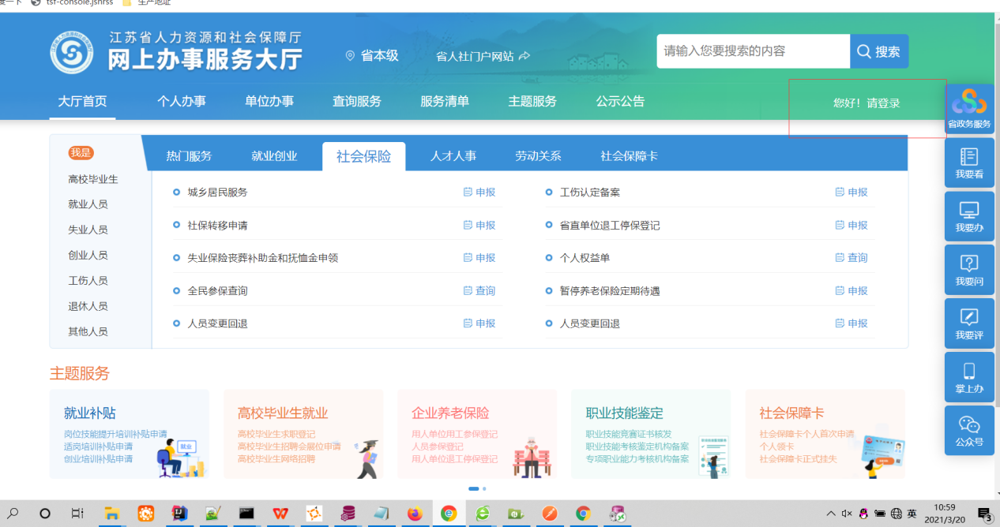 tsf-console.jshrss
生产地址
江苏省人力资源和社会保障厅
网上办事服务大厅
省本级
省人社门户网站
请输入您要搜索的内容
搜索
大厅首页 个人办事 单位办事 查询服务 服务清单 主题服务 公示公告
您好！请登录
省政务服务
我要看
我要办
我要问
我要评
掌上办
公众号
我是
高校毕业生
就业人员
失业人员
创业人员
工伤人员
退休人员
其他人员
热门服务 就业创业 社会保险 人才人事 劳动关系 社会保障卡
城乡居民服务 申报 工伤认定备案 申报
社保转移申请 申报 省直单位退工停保登记 申报
失业保险丧葬补助金和抚恤金申领 申报 个人权益单 查询
全民参保查询 查询 暂停养老保险定期待遇 申报
人员变更回退 申报 人员变更回退 申报
主题服务
就业补贴
岗位技能提升培训补贴申请
适岗培训补贴申请
创业培训补贴申请
就业
高校毕业生就业
高校毕业生求职登记
高校毕业生招聘会展位申请
高校毕业生网络招聘
企业养老保险
用人单位用工参保登记
人员参保登记
用人单位退工停保登记
职业技能鉴定
职业技能竞赛证书核发
职业技能考核鉴定机构备案
专项职业能力考核机构备案
社会保障卡
社会保障卡个人首次申请
个人领卡
社会保障卡正式挂失
英
10:59
2021/3/20
3